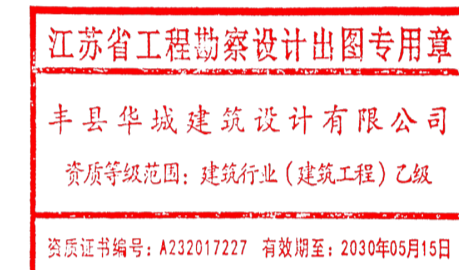 江苏省工程勘察设计出图专用章
丰县华城建筑设计有限公司
资质等级范围：建筑行业（建筑工程）乙级
资质证书编号：A232017227 有效期至：2030年05月15日